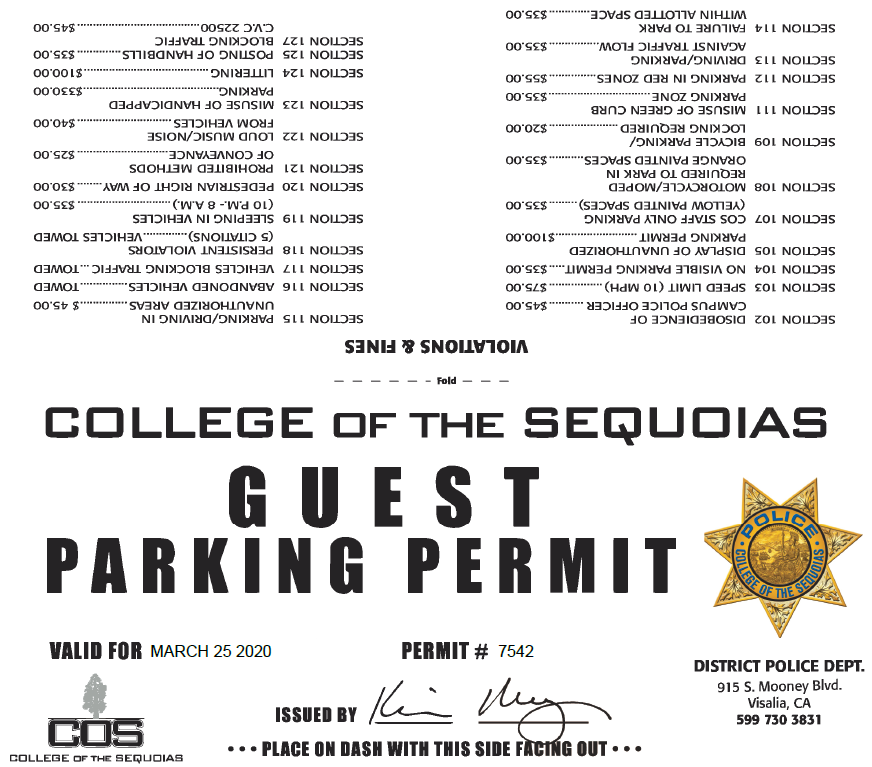 VIOLATIONS & FINES
SECTION 102 DISOBEDIENCE OF
CAMPUS POLICE OFFICER ..........$45.00
SECTION 103 SPEED LIMIT (10 MPH)................$75.00
SECTION 104 NO VISIBLE PARKING PERMIT....$35.00
SECTION 105 DISPLAY OF UNAUTHORIZED
PARKING PERMIT .....................$100.00
SECTION 107 COS STAFF ONLY PARKING
(YELLOW PAINTED SPACES) ........$35.00
SECTION 108 MOTORCYCLE/MOPED
REQUIRED TO PARK IN
ORANGE PAINTED SPACES..........$35.00
SECTION 109 BICYCLE PARKING/
LOCKING REQUIRED ....................$20.00
SECTION 111 MISUSE OF GREEN CURB
PARKING ZONE ..........................$35.00
SECTION 112 PARKING IN RED ZONES..............$55.00
SECTION 113 DRIVING/PARKING
AGAINST TRAFFIC FLOW..............$35.00
SECTION 114 FAILURE TO PARK
WITHIN ALLOTTED SPACE............$35.00
SECTION 115 PARKING/DRIVING IN
UNAUTHORIZED AREAS..............$ 45.00
SECTION 116 ABANDONED VEHICLES.............TOWED
SECTION 117 VEHICLES BLOCKING TRAFFIC ...TOWED
SECTION 118 PERSISTENT VIOLATORS
(5 CITATIONS).............VEHICLES TOWED
SECTION 119 SLEEPING IN VEHICLES
(10 P.M.- 8 A.M.) ..........................$35.00
SECTION 120 PEDESTRIAN RIGHT OF WAY........$30.00
SECTION 121 PROHIBITED METHODS
OF CONVEYANCE.........................$25.00
SECTION 122 LOUD MUSIC/NOISE
FROM VEHICLES .........................$40.00
SECTION 123 MISUSE OF HANDICAPPED
PARKING..................................$330.00
SECTION 124 LITTERING ................................$100.00
SECTION 125 POSTING OF HANDBILLS..............$35.00
SECTION 127 BLOCKING TRAFFIC
C.V.C 22500................................$45.00
Fold
COLLEGE OF THE SEQUOIAS
GUEST
PARKING PERMIT
POLICE
COLLEGE OF THE SEQUOIAS
VALID FOR MARCH 25 2020
PERMIT # 7542
ISSUED BY
DISTRICT POLICE DEPT.
915 S. Mooney Blvd.
Visalia, CA
599 730 3831
COS
COLLEGE OF THE SEQUOIAS
• • • PLACE ON DASH WITH THIS SIDE FACING OUT • • •